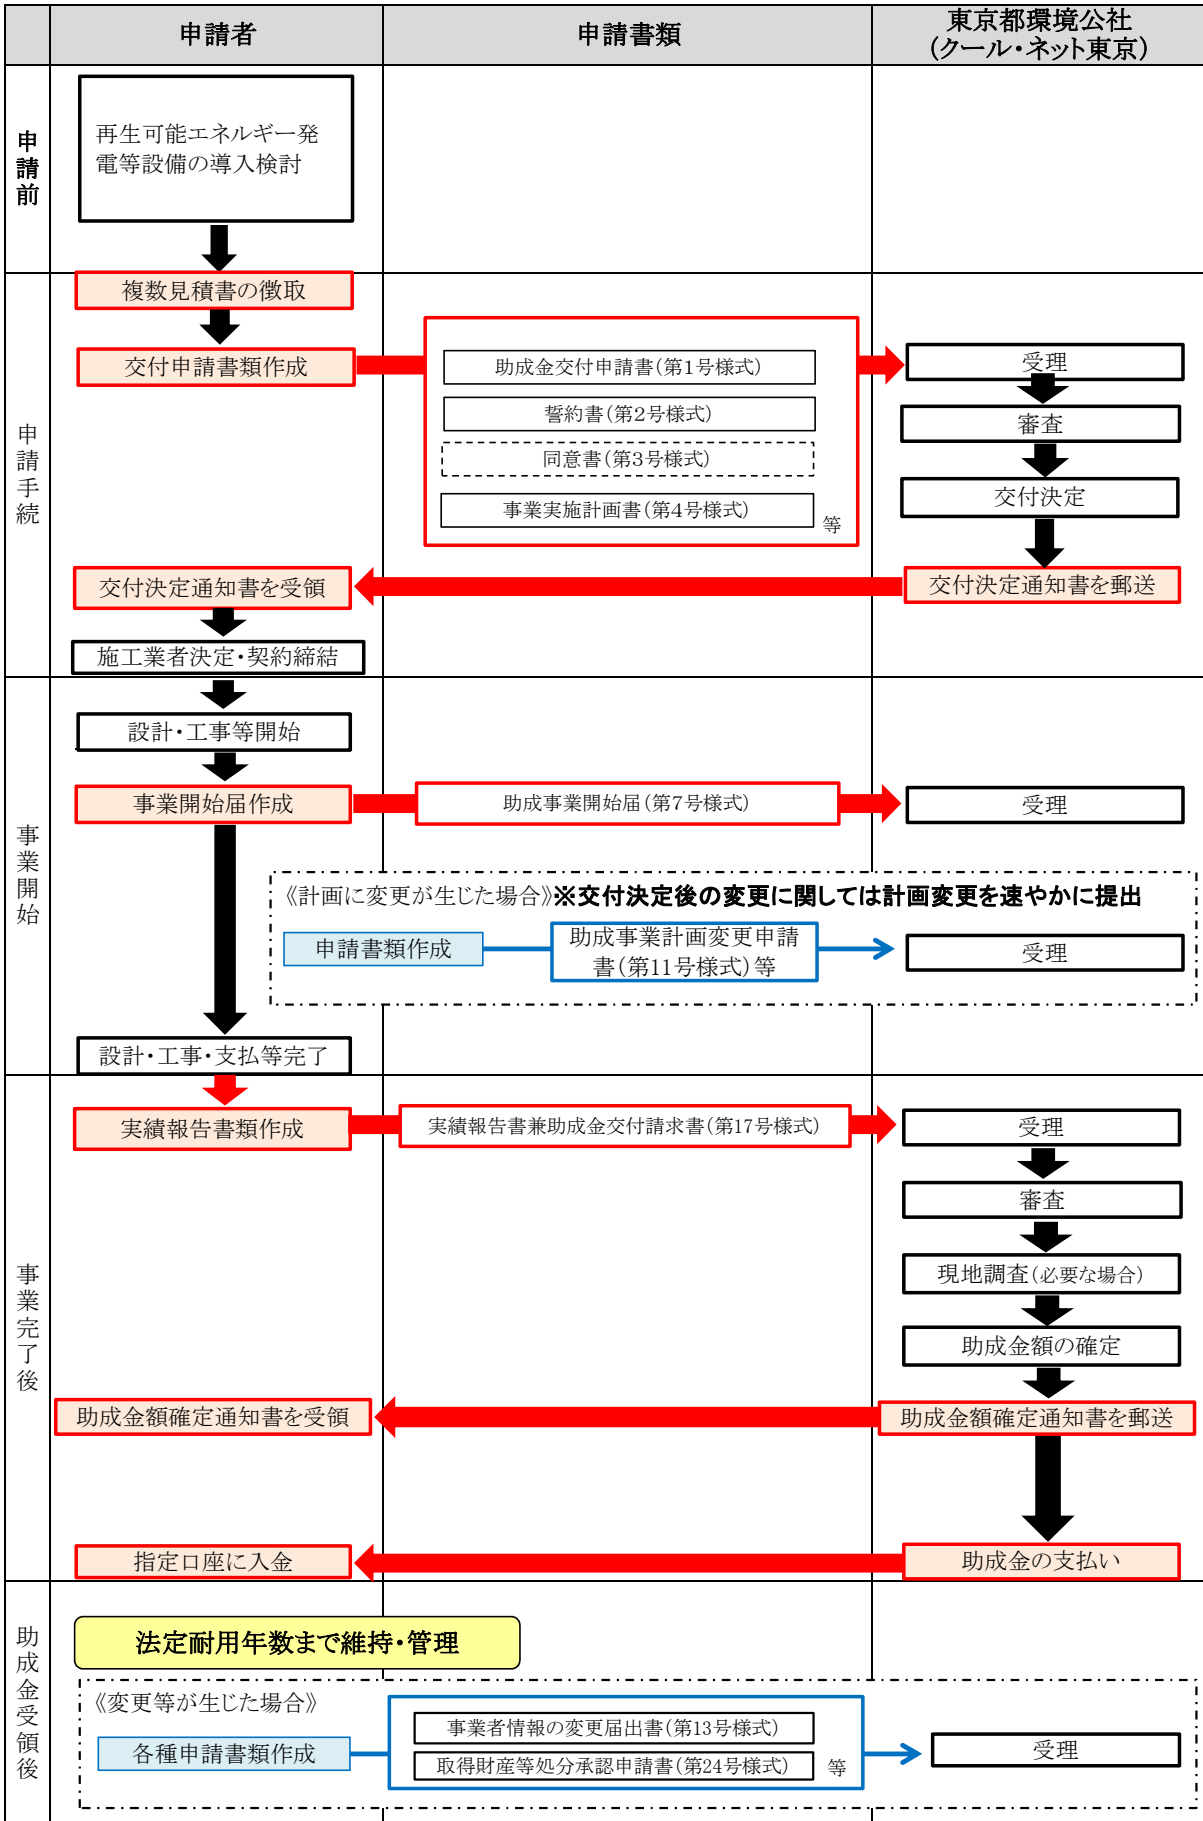 申請者
申請書類
東京都環境公社
(クール・ネット東京)
申請前
再生可能エネルギー発
電等設備の導入検討
申請手続
複数見積書の徴取
交付申請書類作成
助成金交付申請書(第1号様式)
誓約書(第2号様式)
同意書(第3号様式)
事業実施計画書(第4号様式)
等
受理
審査
交付決定
交付決定通知書を郵送
交付決定通知書を受領
施工業者決定・契約締結
事業開始
設計・工事等開始
事業開始届作成
助成事業開始届(第7号様式)
受理
《計画に変更が生じた場合》※交付決定後の変更に関しては計画変更を速やかに提出
申請書類作成
助成事業計画変更申請
書(第11号様式)等
受理
設計・工事・支払等完了
事業完了後
実績報告書類作成
実績報告書兼助成金交付請求書(第17号様式)
受理
審査
現地調査(必要な場合)
助成金額の確定
助成金額確定通知書を郵送
助成金額確定通知書を受領
助成金の支払い
指定口座に入金
助成金受領後
法定耐用年数まで維持・管理
《変更等が生じた場合》
各種申請書類作成
事業者情報の変更届出書(第13号様式)
取得財産等処分承認申請書(第24号様式)
等
受理